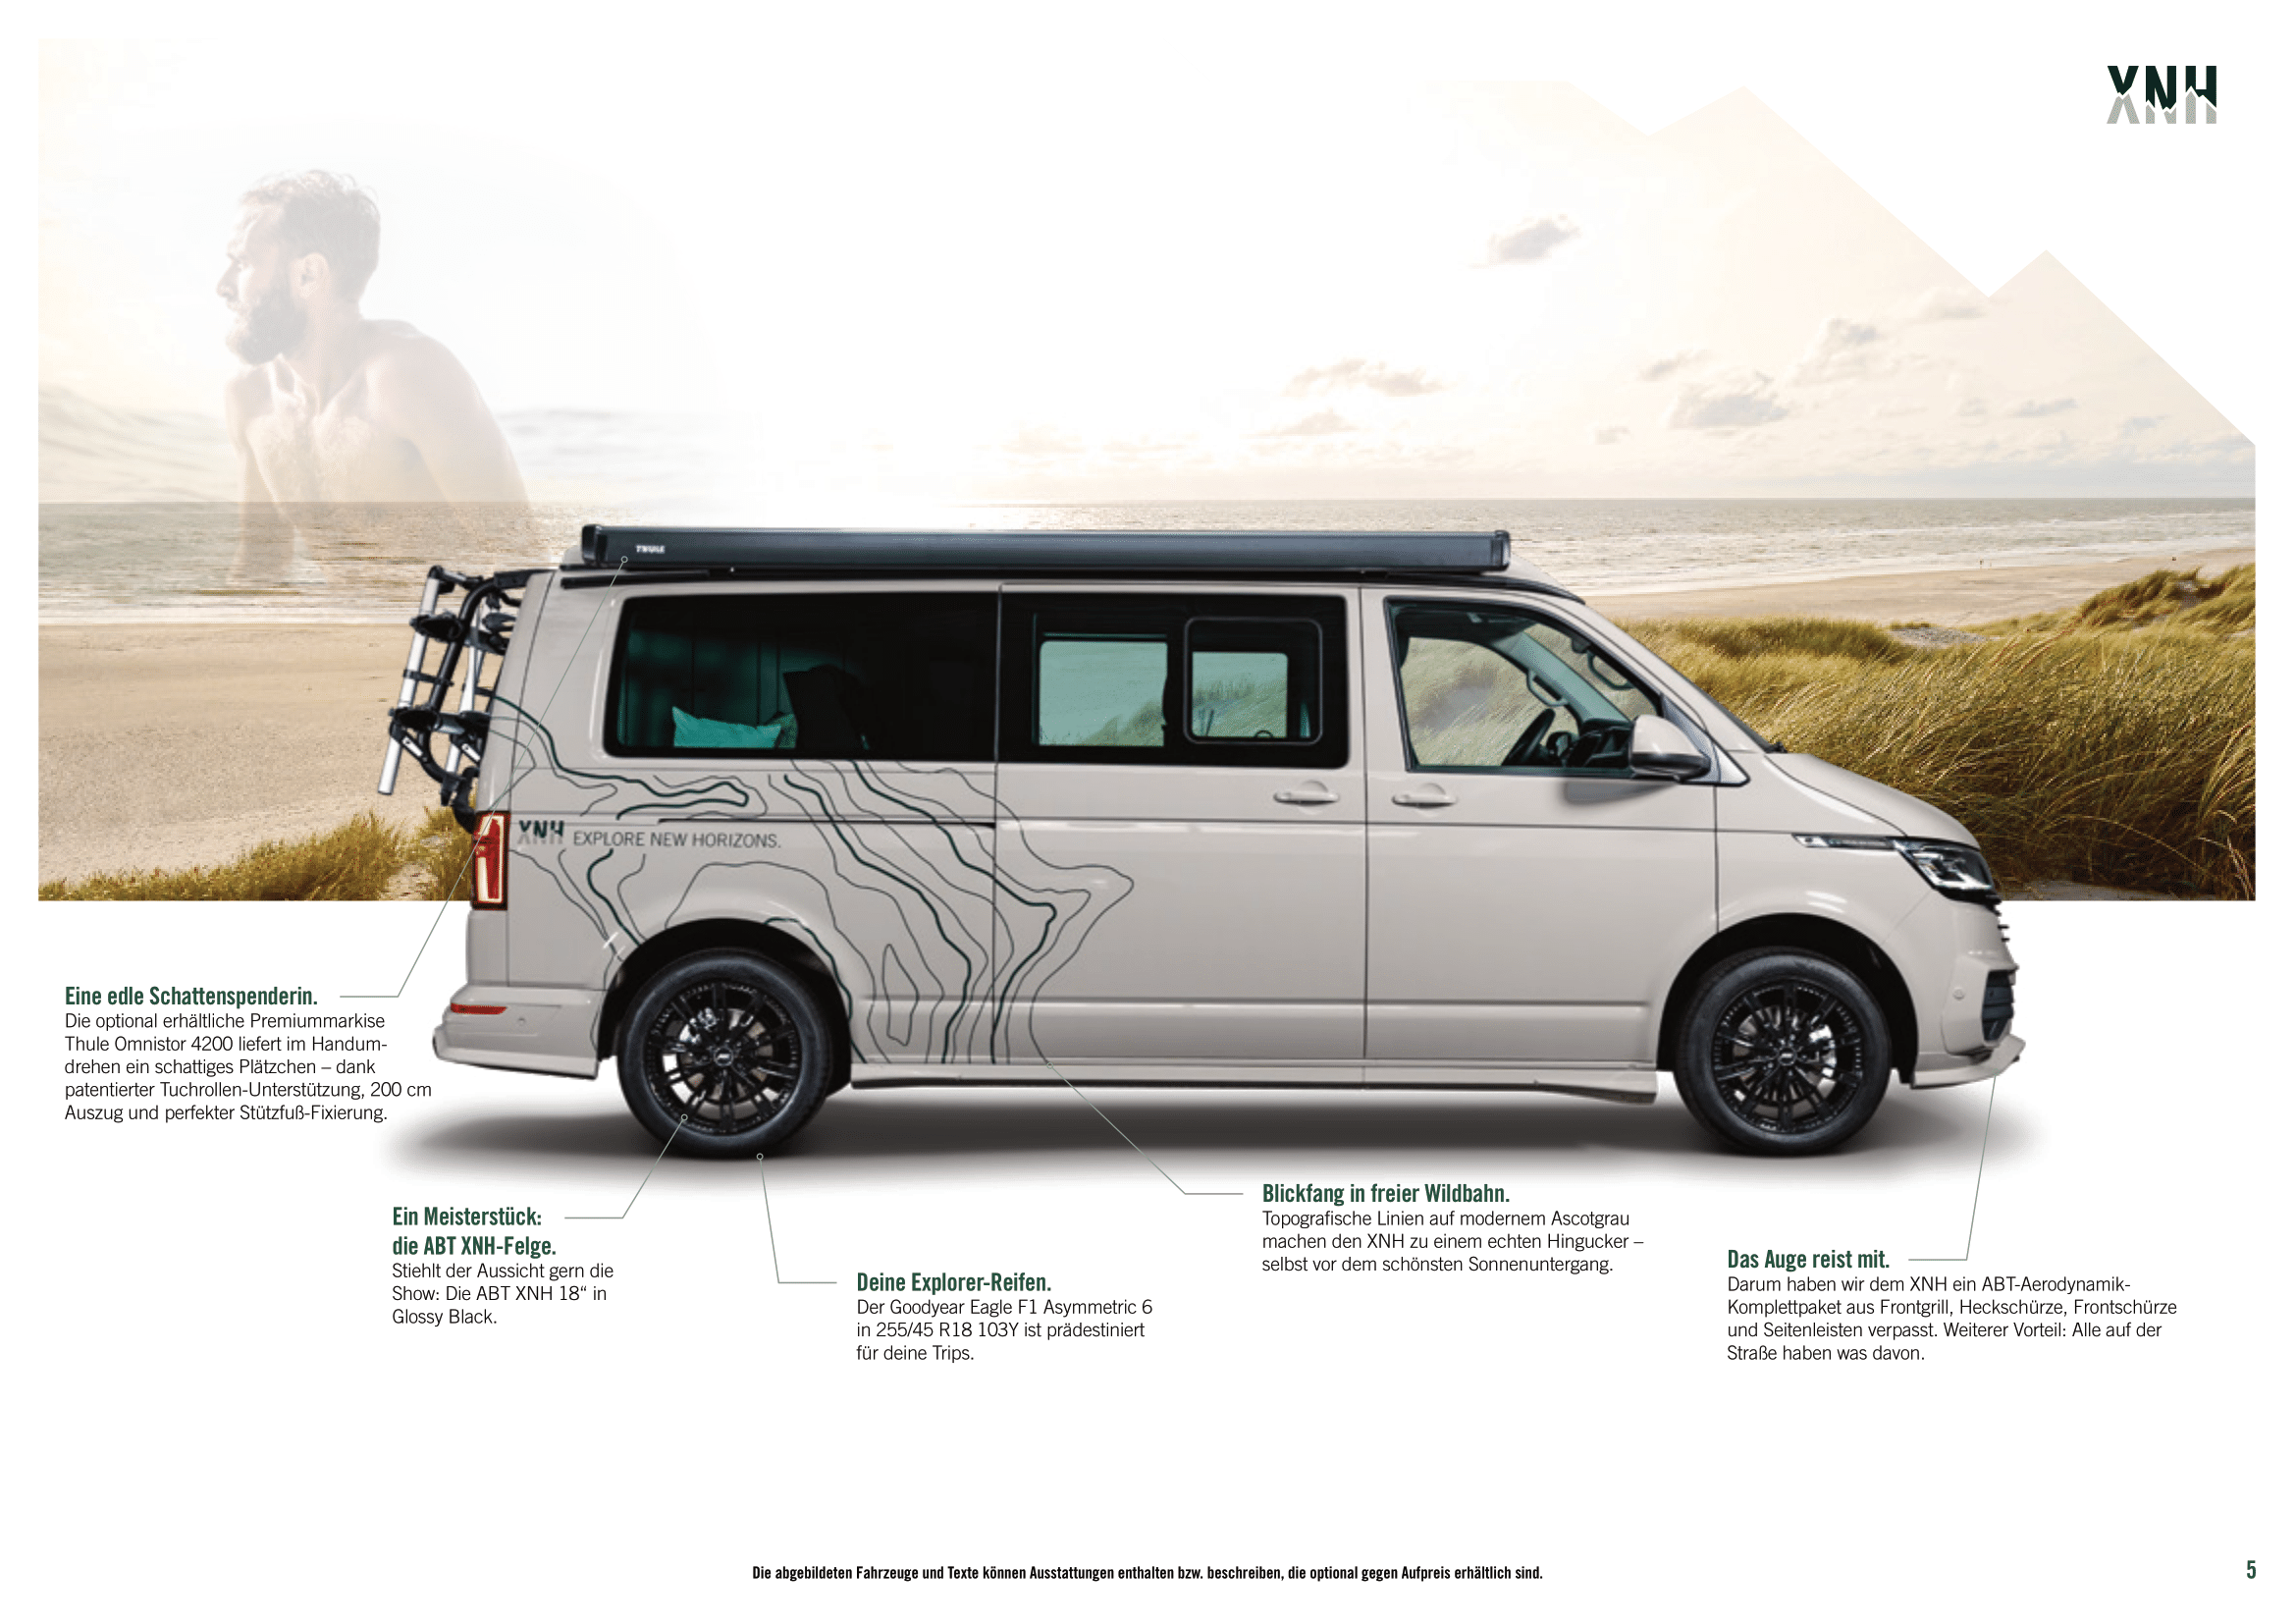 XNH
THULE
XNH EXPLORE NEW HORIZONS.
Eine edle Schattenspenderin.
Die optional erhältliche Premiummarkise
Thule Omnistor 4200 liefert im Handum-
drehen ein schattiges Plätzchen – dank
patentierter Tuchrollen-Unterstützung, 200 cm
Auszug und perfekter Stützfuß-Fixierung.
Ein Meisterstück:
die ABT XNH-Felge.
Stiehlt der Aussicht gern die
Show: Die ABT XNH 18“ in
Glossy Black.
Deine Explorer-Reifen.
Der Goodyear Eagle F1 Asymmetric 6
in 255/45 R18 103Y ist prädestiniert
für deine Trips.
Blickfang in freier Wildbahn.
Topografische Linien auf modernem Ascotgrau
machen den XNH zu einem echten Hingucker –
selbst vor dem schönsten Sonnenuntergang.
Das Auge reist mit.
Darum haben wir dem XNH ein ABT-Aerodynamik-
Komplettpaket aus Frontgrill, Heckschürze, Frontschürze
und Seitenleisten verpasst. Weiterer Vorteil: Alle auf der
Straße haben was davon.
Die abgebildeten Fahrzeuge und Texte können Ausstattungen enthalten bzw. beschreiben, die optional gegen Aufpreis erhältlich sind.
5